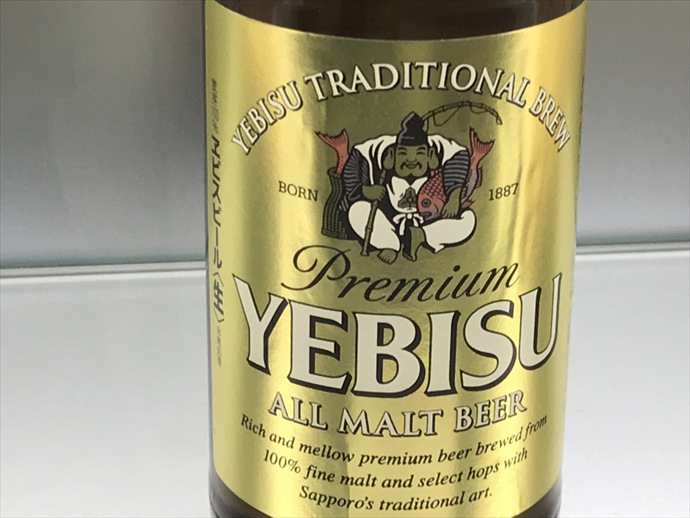 YEBISU TRADITIONAL BREW
BORN 1887
Premium
YEBISU
ALL MALT BEER
Rich and mellow premium beer brewed from
100% fine malt and select hops with
Sapporo's traditional art.